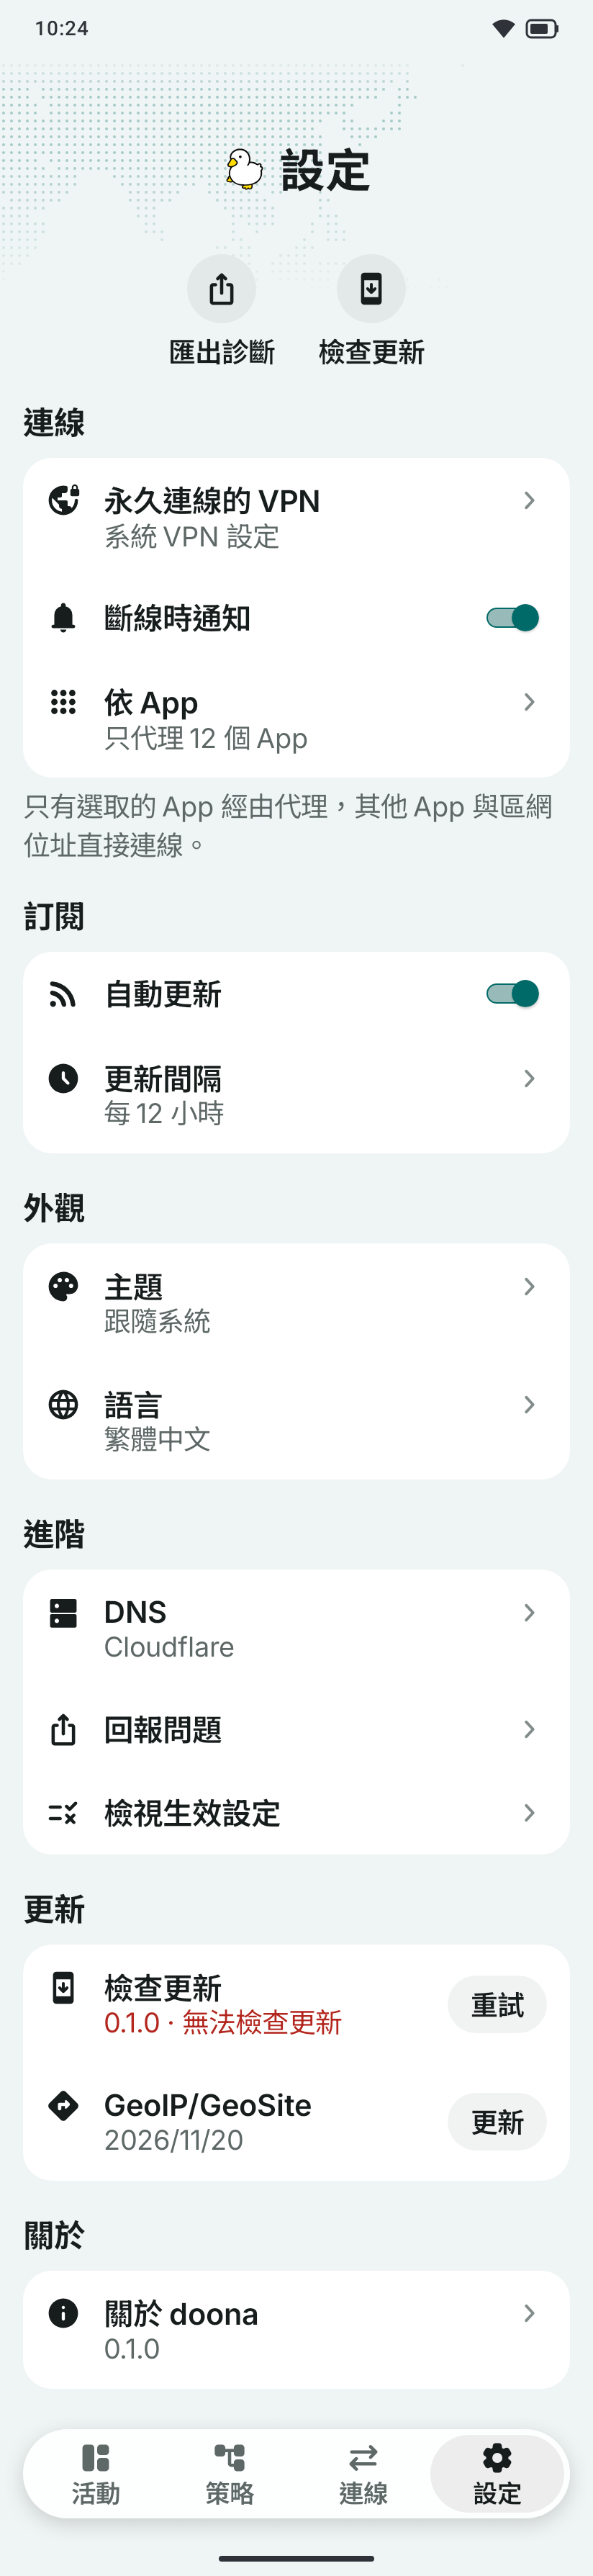 10:24
設定
匯出診斷
檢查更新
連線
永久連線的 VPN
系統 VPN 設定
斷線時通知
依 App
只代理 12 個 App
只有選取的 App 經由代理，其他 App 與區網
位址直接連線。
訂閱
自動更新
更新間隔
每 12 小時
外觀
主題
跟隨系統
語言
繁體中文
進階
DNS
Cloudflare
回報問題
檢視生效設定
更新
檢查更新
0.1.0 · 無法檢查更新
重試
GeoIP/GeoSite
2026/11/20
更新
關於
關於 doona
0.1.0
活動
策略
連線
設定